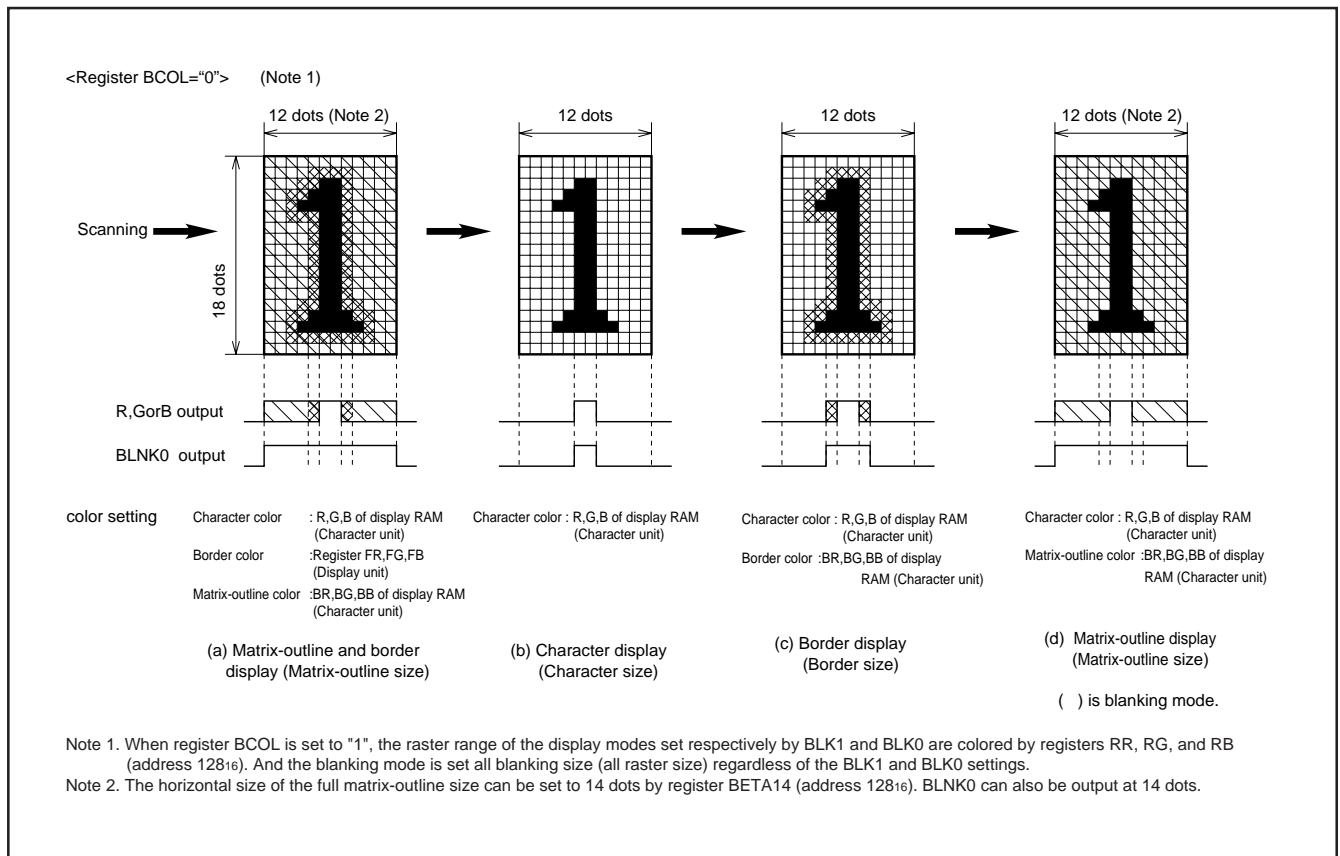 <Register BCOL=“0”> (Note 1)
12 dots (Note 2) 12 dots 12 dots 12 dots (Note 2)
Scanning
18 dots
R,GorB output
BLNK0 output
color setting
Character color : R,G,B of display RAM
(Character unit)
Border color :Register FR,FG,FB
(Display unit)
Matrix-outline color :BR,BG,BB of display RAM
(Character unit)
(a) Matrix-outline and border
display (Matrix-outline size)
Character color : R,G,B of display RAM
(Character unit)
(b) Character display
(Character size)
Character color : R,G,B of display RAM
(Character unit)
Border color :BR,BG,BB of display
RAM (Character unit)
(c) Border display
(Border size)
Character color : R,G,B of display RAM
(Character unit)
Matrix-outline color :BR,BG,BB of display
RAM (Character unit)
(d) Matrix-outline display
(Matrix-outline size)
( ) is blanking mode.
Note 1. When register BCOL is set to "1", the raster range of the display modes set respectively by BLK1 and BLK0 are colored by registers RR, RG, and RB
(address 12816). And the blanking mode is set all blanking size (all raster size) regardless of the BLK1 and BLK0 settings.
Note 2. The horizontal size of the full matrix-outline size can be set to 14 dots by register BETA14 (address 12816). BLNK0 can also be output at 14 dots.